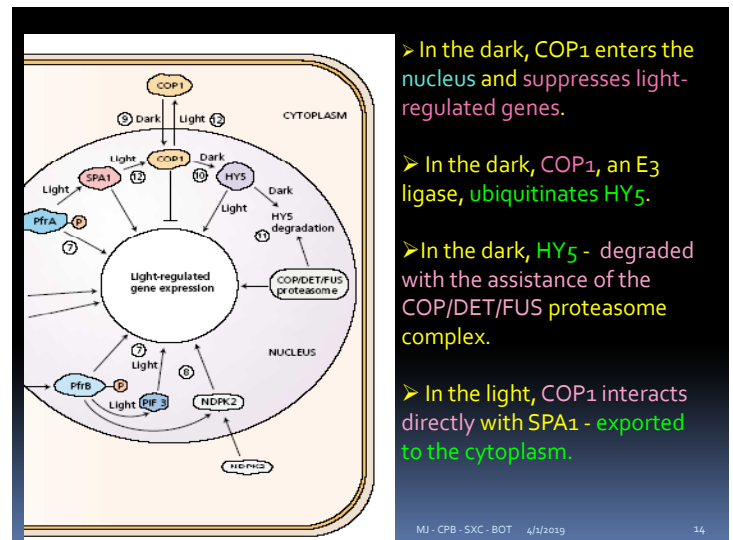 COP1
9 Dark
Light 12
CYTOPLASM
Light
COP1
Dark
12
10
SPA1
HY5
Light
Dark
PfrA
P
Light
HY5
degradation
7
11
Light-regulated
gene expression
COP/DET/FUS
proteasome
NUCLEUS
7
Light
8
PfrB
P
Light
PIF 3
NDPK2
NDPK2
➢ In the dark, COP1 enters the
nucleus and suppresses light-
regulated genes.
➢ In the dark, COP1, an E3
ligase, ubiquitinates HY5.
➢In the dark, HY5 - degraded
with the assistance of the
COP/DET/FUS proteasome
complex.
➢ In the light, COP1 interacts
directly with SPA1 - exported
to the cytoplasm.
MJ - CPB - SXC - BOT 4/1/2019 14